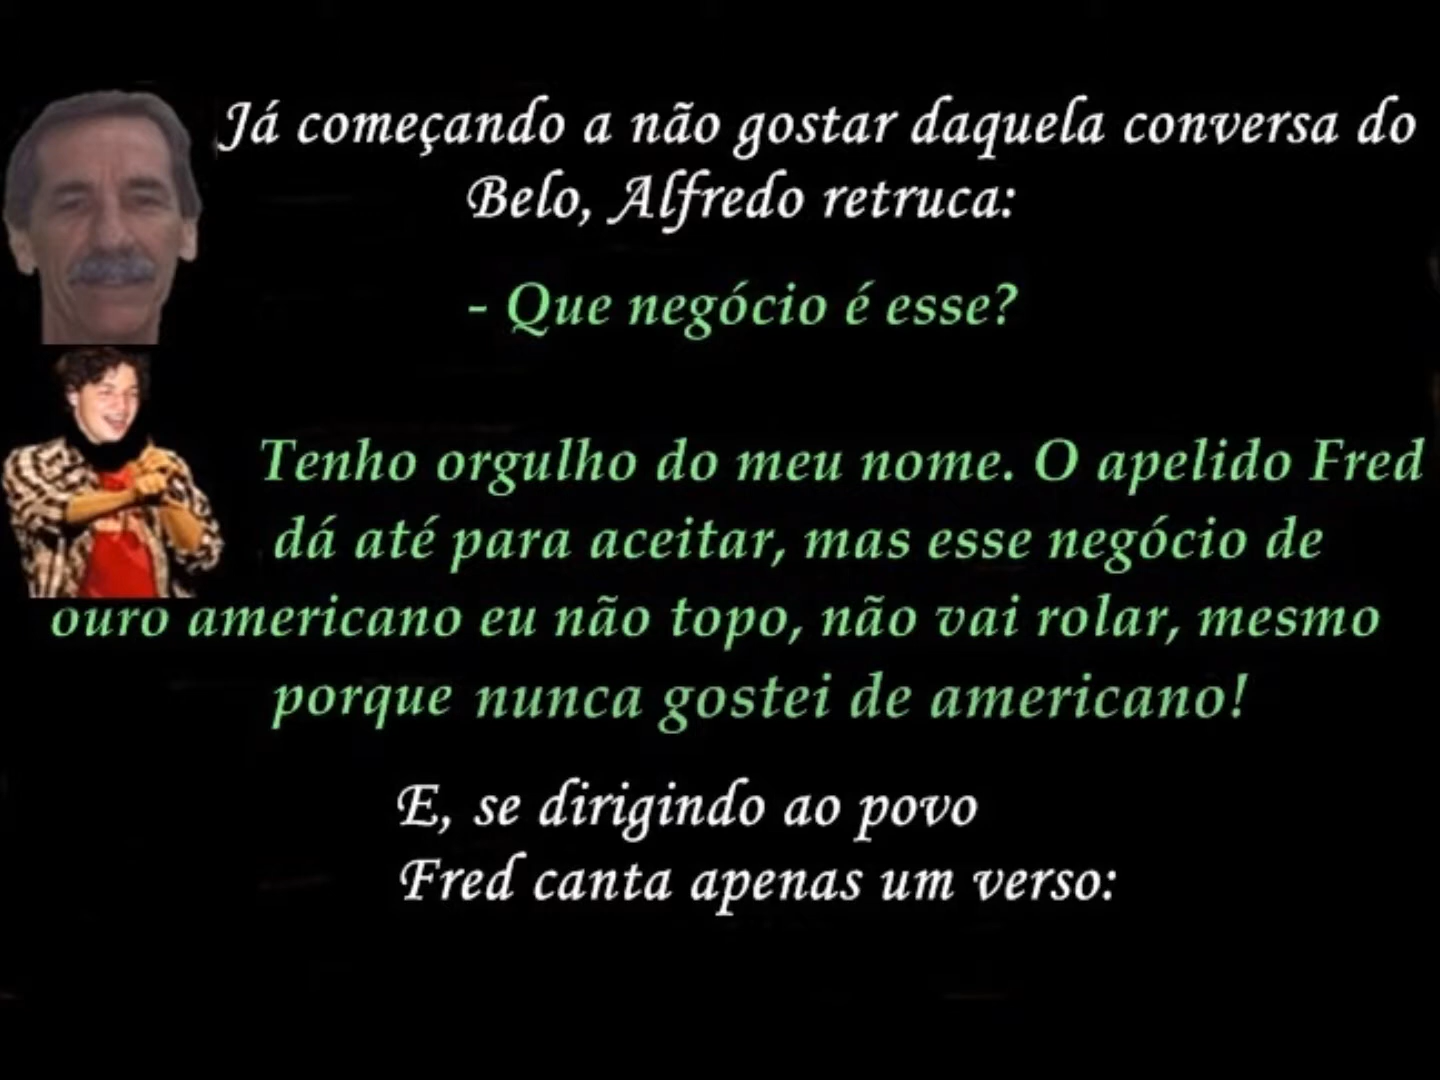 Já começando a não gostar daquela conversa do
Belo, Alfredo retruca:
- Que negócio é esse?
Tenho orgulho do meu nome. O apelido Fred
dá até para aceitar, mas esse negócio de
ouro americano eu não topo, não vai rolar, mesmo
porque nunca gostei de americano!
E, se dirigindo ao povo
Fred canta apenas um verso: